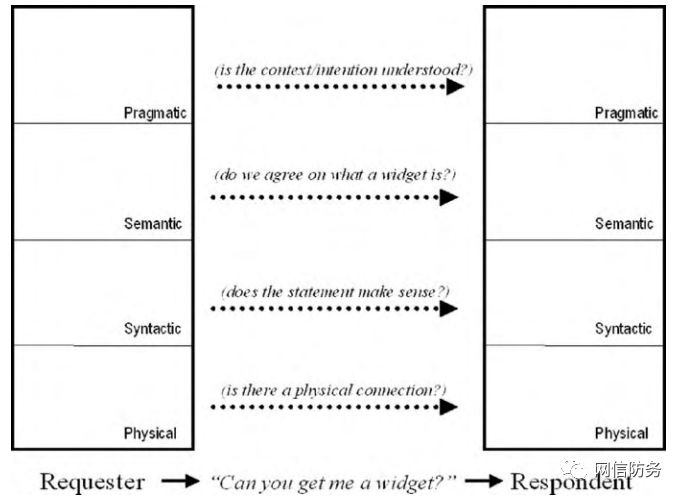 (is the context/intention understood?)
Pragmatic
Pragmatic
(do we agree on what a widget is?)
Semantic
Semantic
(does the statement make sense?)
Syntactic
Syntactic
(is there a physical connection?)
Physical
Physical
网信防务
Requester
"Can you get me a widget?"
Respondent